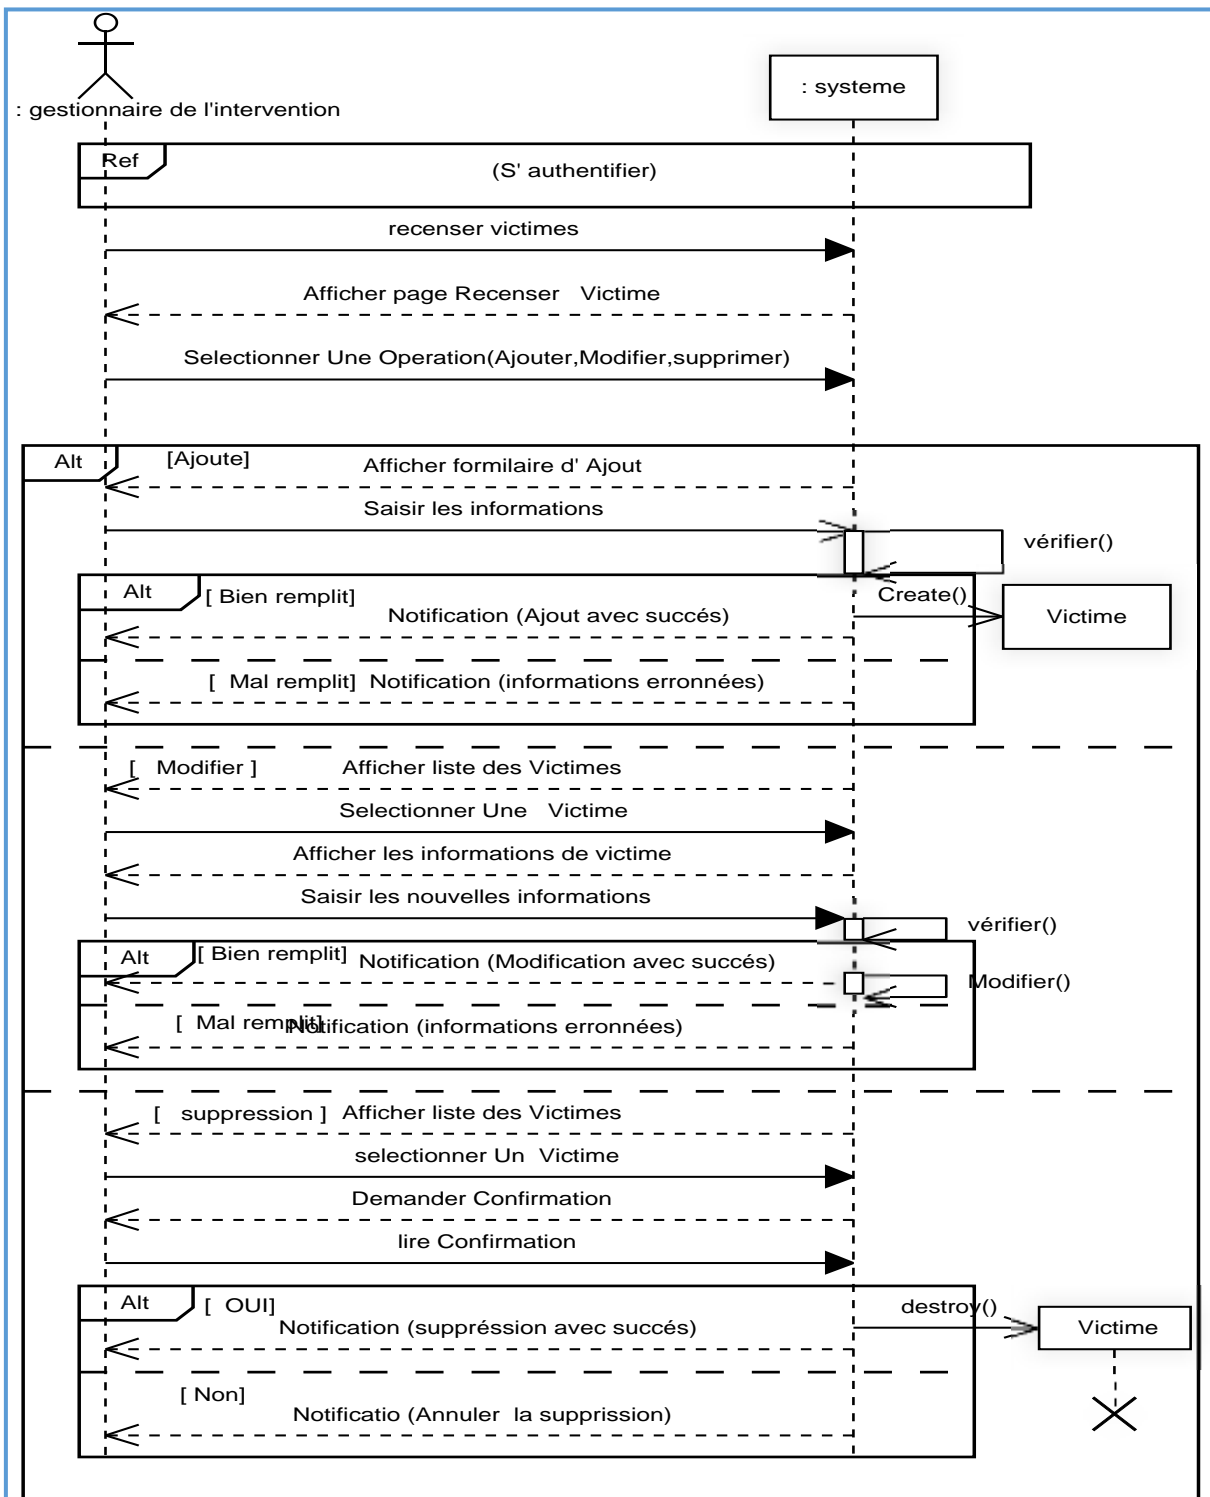 : gestionnaire de l'intervention
: systeme
Ref
(S' authentifier)
recenser victimes
Afficher page Recenser Victime
Selectionner Une Operation(Ajouter,Modifier,supprimer)
Alt
[Ajoute]
Afficher formilaire d' Ajout
Saisir les informations
vérifier()
Alt
[ Bien remplit]
Create()
Notification (Ajout avec succés)
Victime
[ Mal remplit] Notification (informations erronnées)
[ Modifier ]
Afficher liste des Victimes
Selectionner Une Victime
Afficher les informations de victime
Saisir les nouvelles informations
vérifier()
Alt
[ Bien remplit]
Notification (Modification avec succés)
Modifier()
[ Mal remplit]
Notification (informations erronnées)
[ suppression ]
Afficher liste des Victimes
selectionner Un Victime
Demander Confirmation
lire Confirmation
Alt
[ OUI]
destroy()
Notification (suppréssion avec succés)
Victime
[ Non]
Notificatio (Annuler la supprission)